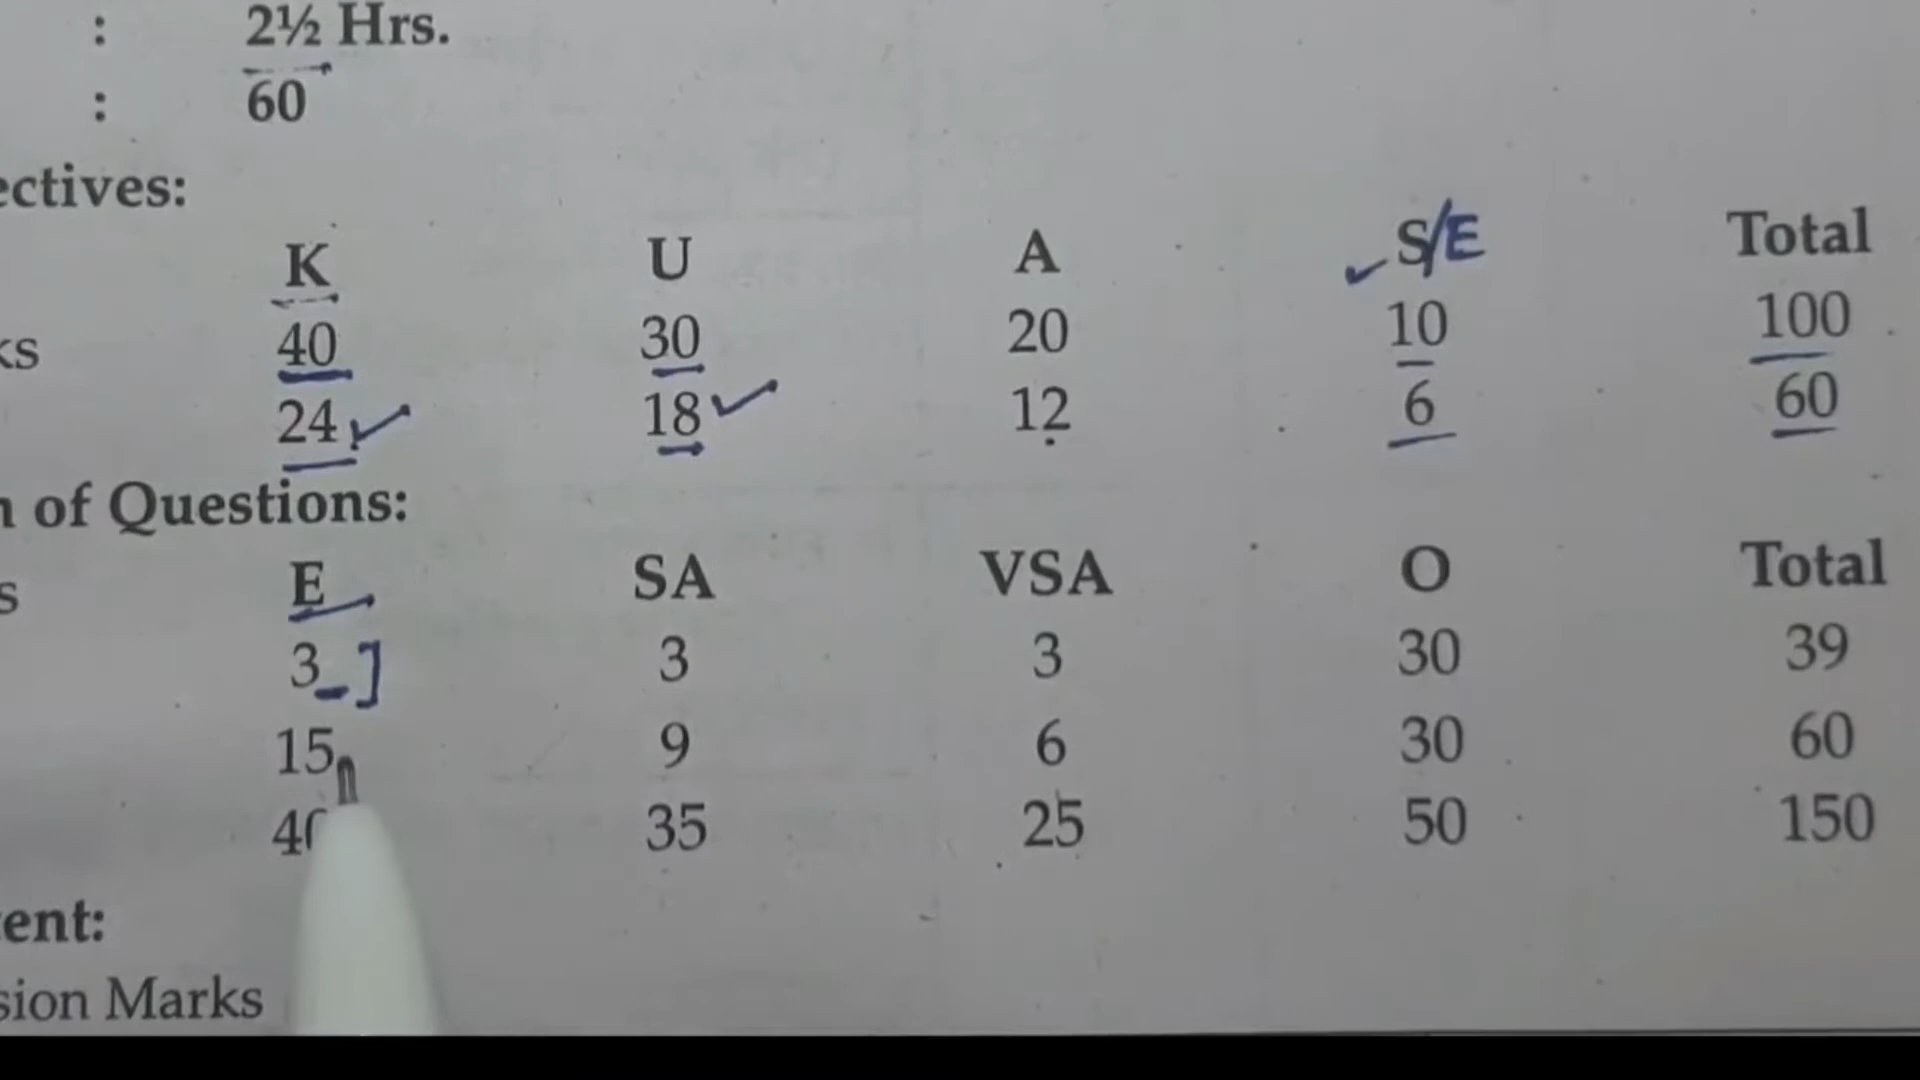 : 2½ Hrs.
: 60
ectives:
K U A S/E Total
ks 40 30 20 10 100
24 18 12 6 60
n of Questions:
s E SA VSA O Total
3 3 3 30 39
15 9 6 30 60
35 25 50 150
ent:
sion Marks